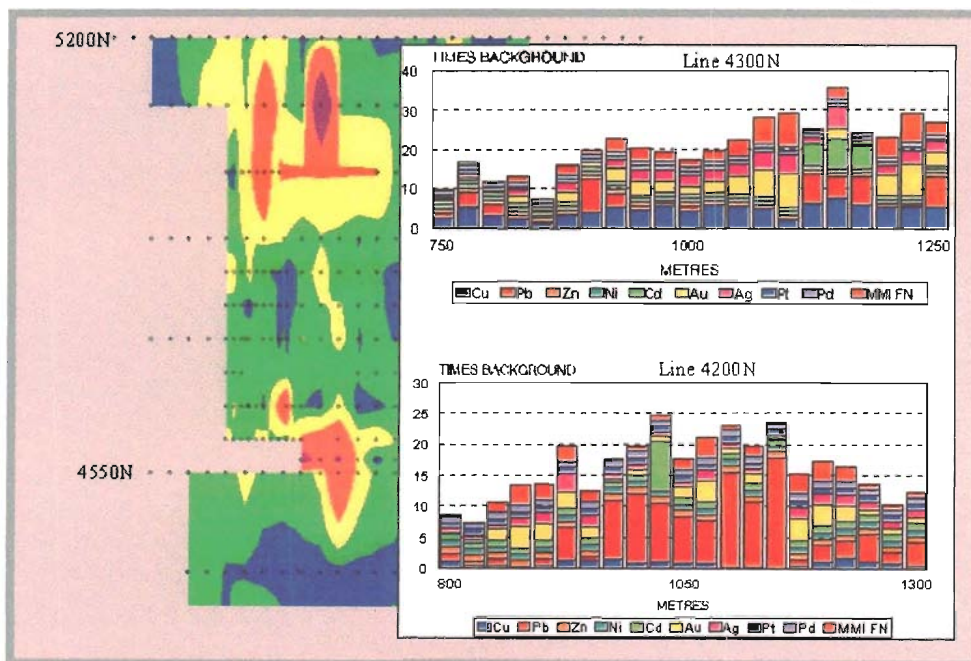 5200N
4550N
TIMES BACKGROUND
Line 4300N
40
30
20
10
0
750
1000
1250
METRES
Cu Pb Zn Ni Cd Au Ag Pt Pd MMI FN
TIMES BACKGROUND
Line 4200N
30
25
20
15
10
5
0
800
1050
1300
METRES
Cu Pb Zn Ni Cd Au Ag Pt Pd MMI FN